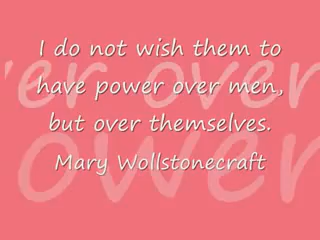 I do not wish them to
have power over men,
but over themselves.
Mary Wollstonecraft